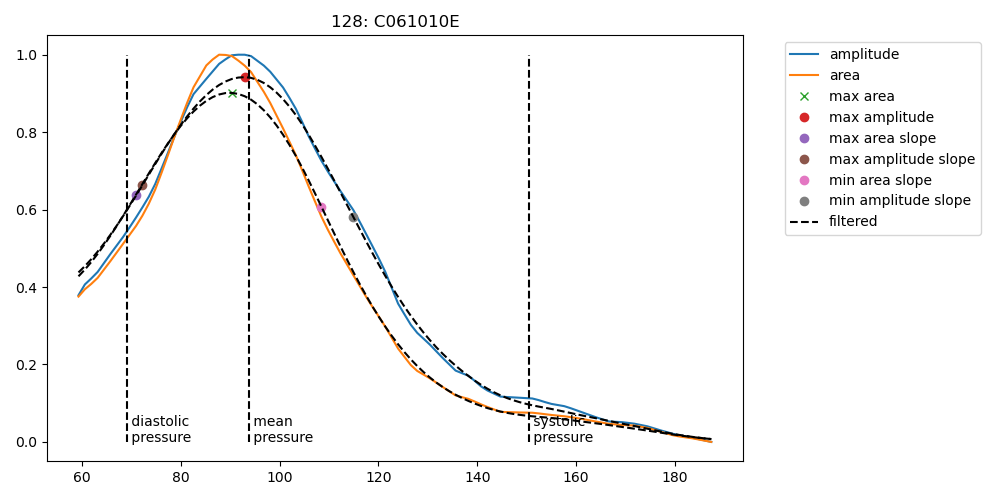 128: C061010E
1.0
0.8
0.6
0.4
0.2
0.0
60
80
100
120
140
160
180
diastolic
pressure
mean
pressure
systolic
pressure
amplitude
area
max area
max amplitude
max area slope
max amplitude slope
min area slope
min amplitude slope
filtered